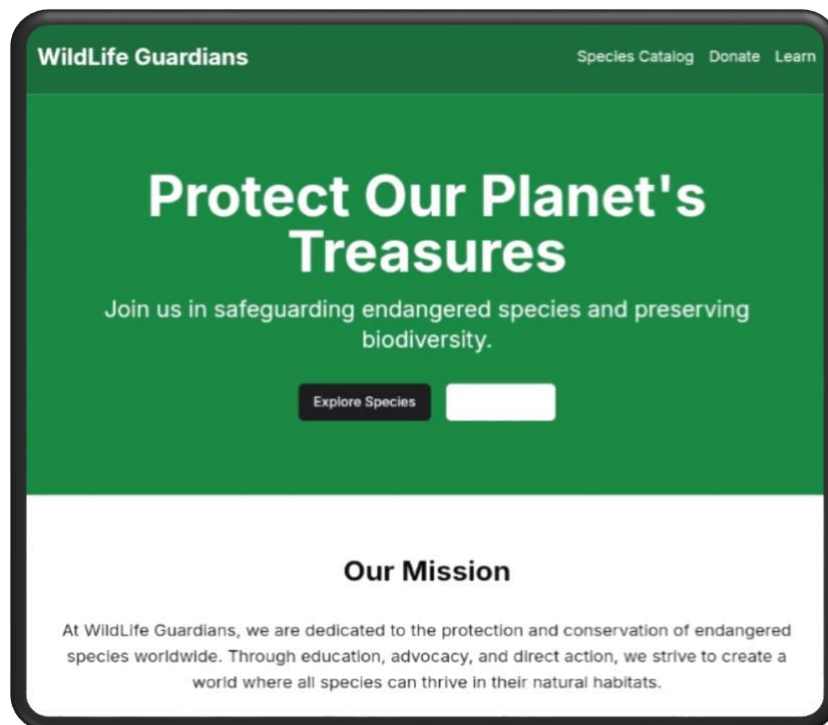 WildLife Guardians
Species Catalog Donate Learn
Protect Our Planet's
Treasures
Join us in safeguarding endangered species and preserving
biodiversity.
Explore Species
Our Mission
At WildLife Guardians, we are dedicated to the protection and conservation of endangered
species worldwide. Through education, advocacy, and direct action, we strive to create a
world where all species can thrive in their natural habitats.